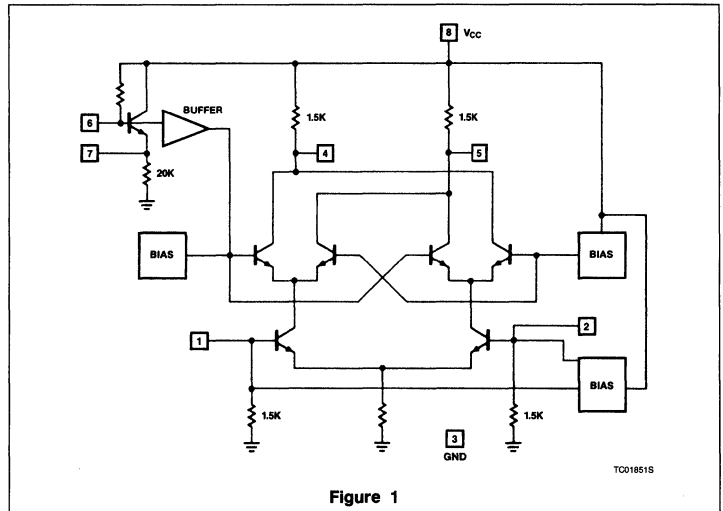 8 VCC
BUFFER
6
1.5K
1.5K
4
5
7
20K
BIAS
BIAS
2
1
BIAS
1.5K
1.5K
3
GND
TC01851S
Figure 1